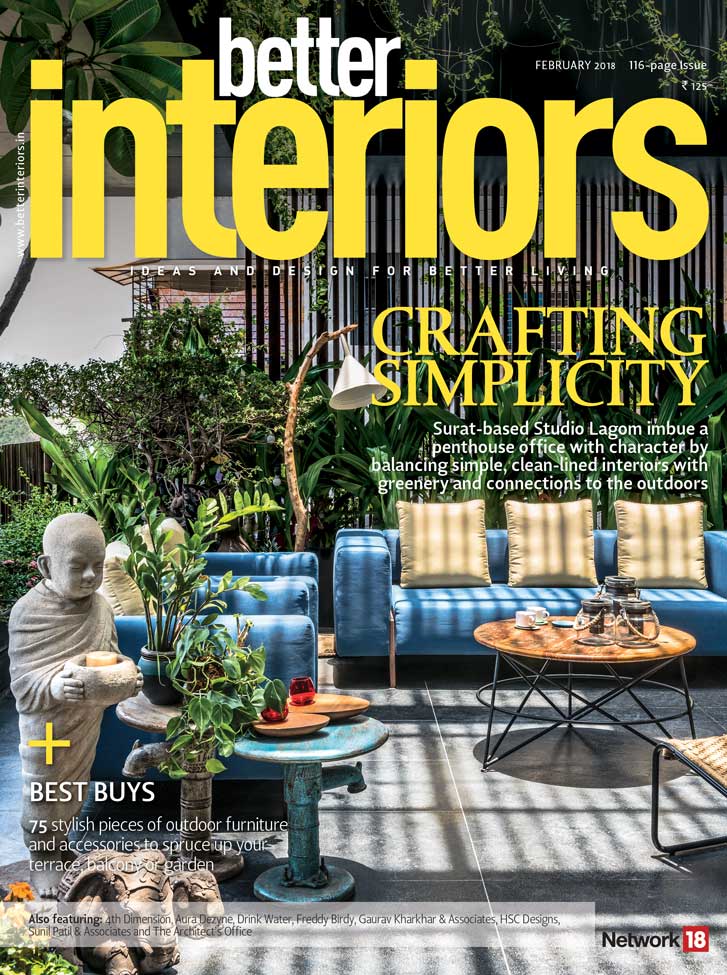 better
FEBRUARY 2018 116-page Issue
₹ 125
interiors
www.betterinteriors.in
IDEAS AND DESIGN FOR BETTER LIVING
CRAFTING
SIMPLICITY
Surat-based Studio Lagom imbue a
penthouse office with character by
balancing simple, clean-lined interiors with
greenery and connections to the outdoors
+
BEST BUYS
75 stylish pieces of outdoor furniture
and accessories to spruce up your
terrace, balcony or garden
Also featuring: 4th Dimension, Aura Dezyne, Drink Water, Freddy Birdy, Gaurav Kharkhar & Associates, HSC Designs,
Sunil Patil & Associates and The Architect's Office
Network 18